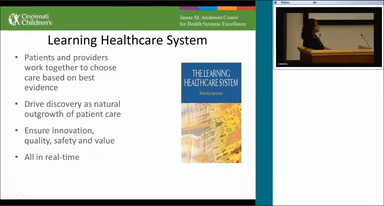 Cincinnati
Children's
James M. Anderson Center
for Health Systems Excellence
Learning Healthcare System
• Patients and providers
work together to choose
care based on best
evidence
• Drive discovery as natural
outgrowth of patient care
• Ensure innovation,
quality, safety and value
• All in real-time
THE LEARNING
HEALTHCARE SYSTEM